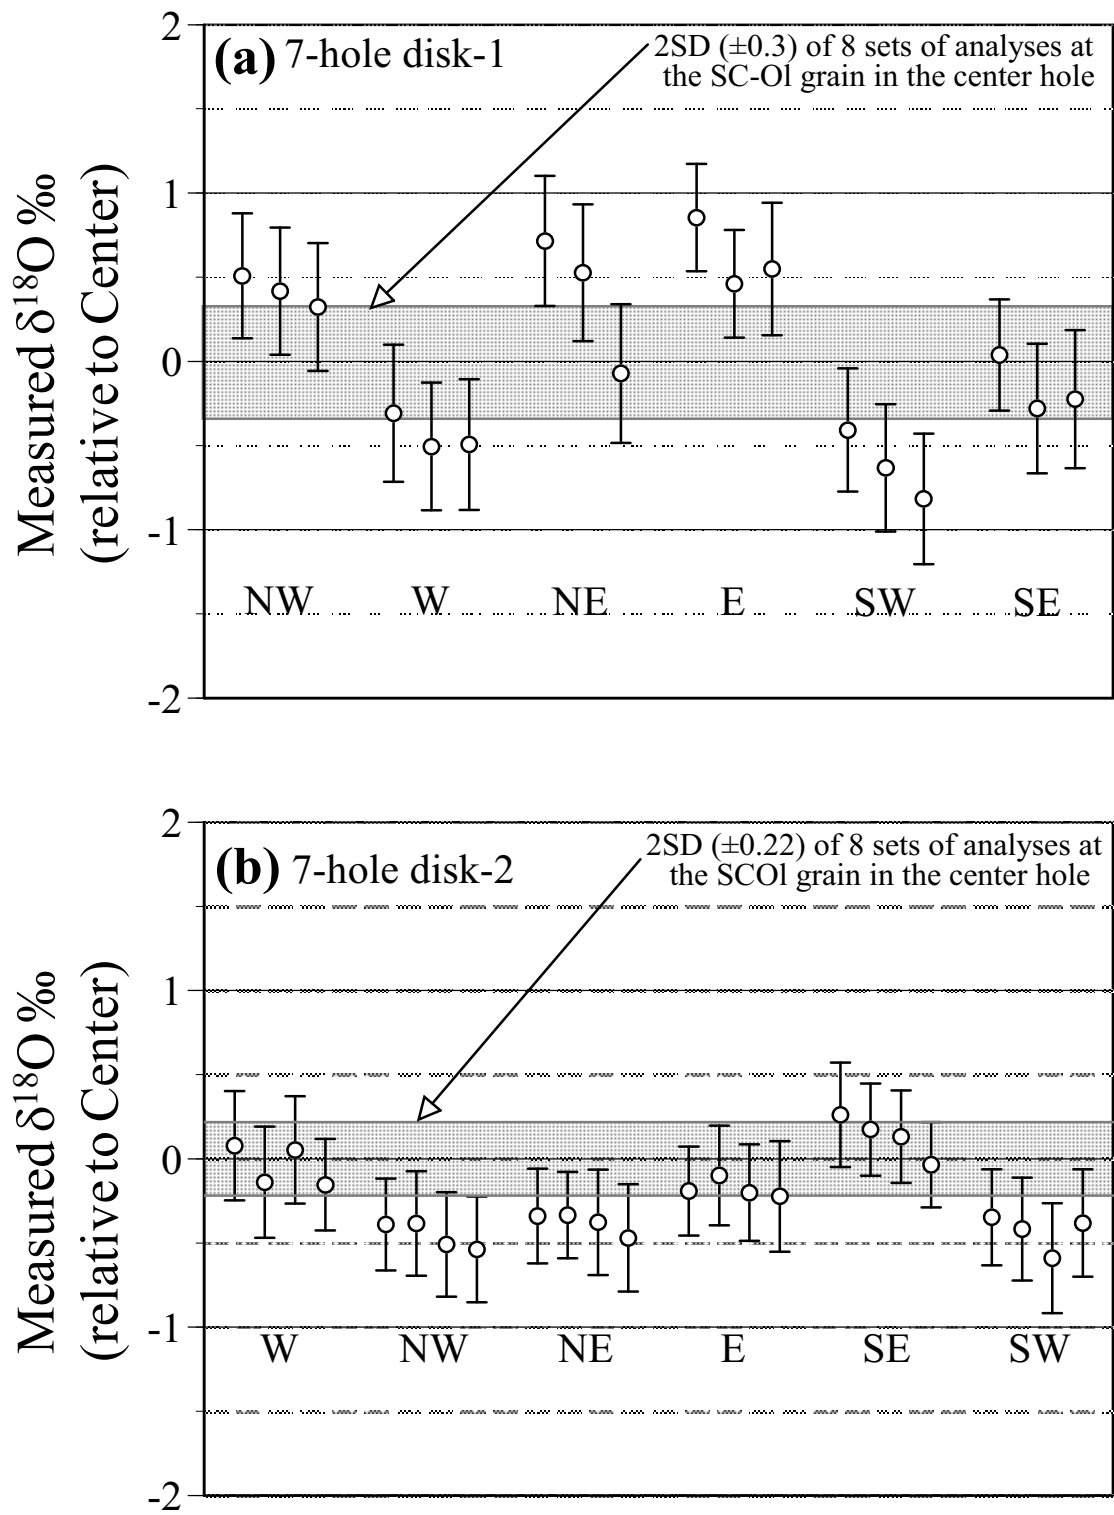 2
(a) 7-hole disk-1
2SD (±0.3) of 8 sets of analyses at
the SC-Ol grain in the center hole
1
0
-1
-2
Measured δ18O ‰
(relative to Center)
NW W NE E SW SE
2
(b) 7-hole disk-2
2SD (±0.22) of 8 sets of analyses at
the SCOl grain in the center hole
1
0
-1
-2
Measured δ18O ‰
(relative to Center)
W NW NE E SE SW